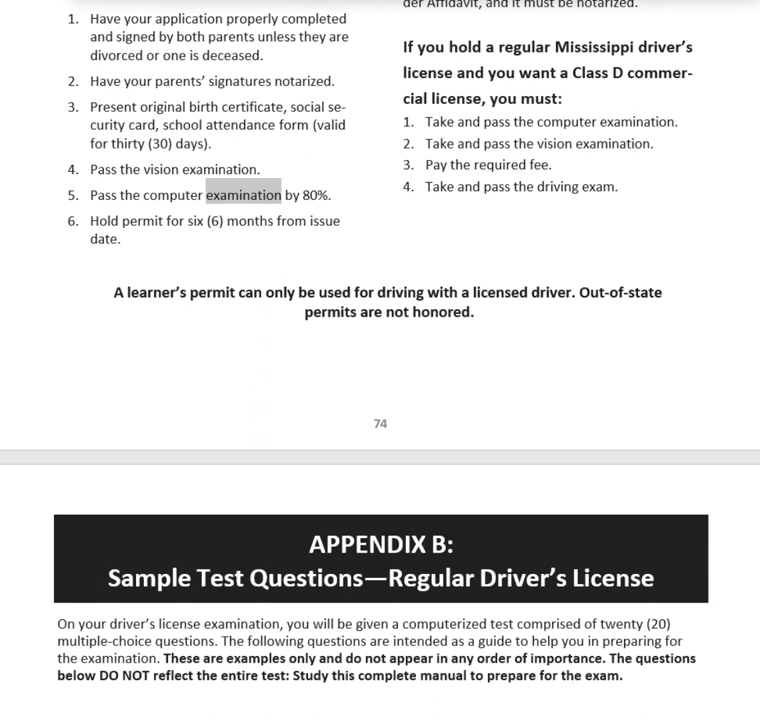 1. Have your application properly completed
and signed by both parents unless they are
divorced or one is deceased.
2. Have your parents’ signatures notarized.
3. Present original birth certificate, social se-
curity card, school attendance form (valid
for thirty (30) days).
4. Pass the vision examination.
5. Pass the computer examination by 80%.
6. Hold permit for six (6) months from issue
date.
der Affidavit, and it must be notarized.
If you hold a regular Mississippi driver’s
license and you want a Class D commer-
cial license, you must:
1. Take and pass the computer examination.
2. Take and pass the vision examination.
3. Pay the required fee.
4. Take and pass the driving exam.
A learner’s permit can only be used for driving with a licensed driver. Out-of-state
permits are not honored.
74
APPENDIX B:
Sample Test Questions—Regular Driver’s License
On your driver’s license examination, you will be given a computerized test comprised of twenty (20)
multiple-choice questions. The following questions are intended as a guide to help you in preparing for
the examination. These are examples only and do not appear in any order of importance. The questions
below DO NOT reflect the entire test: Study this complete manual to prepare for the exam.